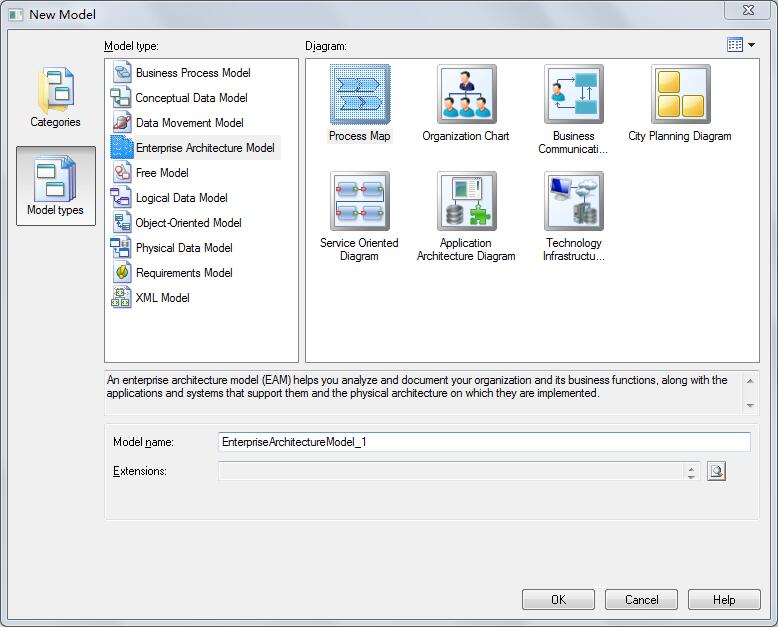 New Model
Model type:
Diagram:
Categories
Model types
Business Process Model
Conceptual Data Model
Data Movement Model
Enterprise Architecture Model
Free Model
Logical Data Model
Object-Oriented Model
Physical Data Model
Requirements Model
XML Model
Process Map
Organization Chart
Business
Communicati...
City Planning Diagram
Service Oriented
Diagram
Application
Architecture Diagram
Technology
Infrastructu...
An enterprise architecture model (EAM) helps you analyze and document your organization and its business functions, along with the
applications and systems that support them and the physical architecture on which they are implemented.
Model name:
EnterpriseArchitectureModel_1
Extensions:
OK
Cancel
Help